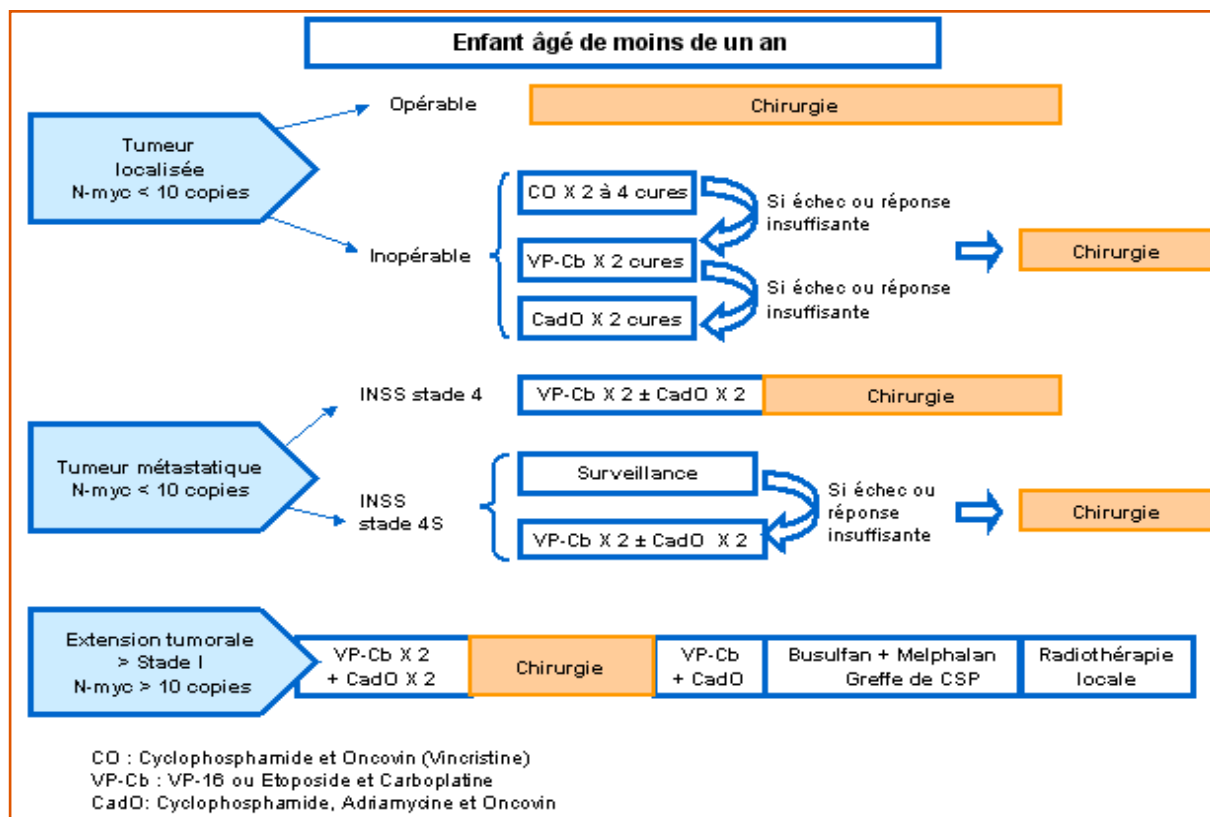 Enfant âgé de moins de un an
Opérable
Chirurgie
Tumeur
localisée
N-myc < 10 copies
CO X 2 à 4 cures
Si échec ou réponse
insuffisante
Inopérable
VP-Cb X 2 cures
Chirurgie
Si échec ou réponse
insuffisante
CadO X 2 cures
INSS stade 4
VP-Cb X 2 ± CadO X 2
Chirurgie
Tumeur métastatique
N-myc < 10 copies
Surveillance
INSS
stade 4S
Si échec ou
réponse
insuffisante
Chirurgie
VP-Cb X 2 ± CadO X 2
Extension tumorale
> Stade I
N-myc > 10 copies
VP-Cb X 2
+ CadO X 2
Chirurgie
VP-Cb
+ CadO
Busulfan + Melphalan
Greffe de CSP
Radiothérapie
locale
CO : Cyclophosphamide et Oncovin (Vincristine)
VP-Cb : VP-16 ou Etoposide et Carboplatine
CadO: Cyclophosphamide, Adriamycine et Oncovin